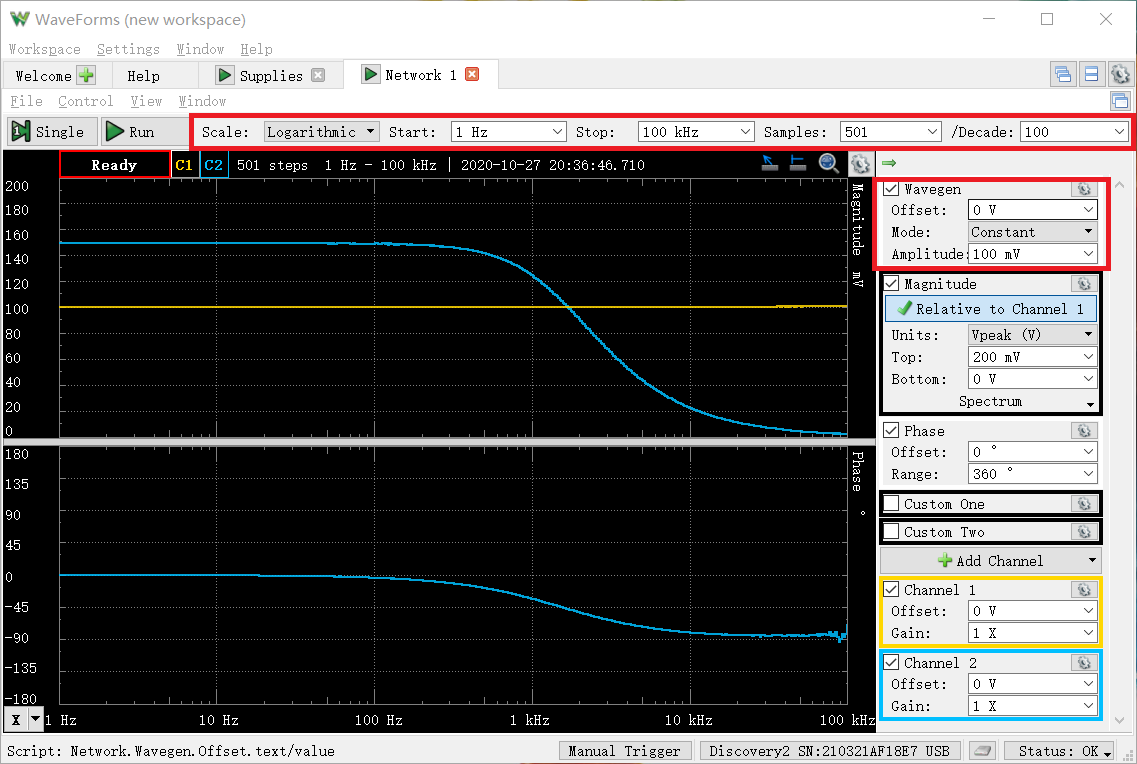 WaveForms (new workspace)
Workspace Settings Window Help
Welcome Help Supplies Network 1
File Control View Window
Single Run Scale: Logarithmic Start: 1 Hz Stop: 100 kHz Samples: 501 /Decade: 100
Ready C1 C2 501 steps 1 Hz - 100 kHz | 2020-10-27 20:36:46.710
200
180
160
140
120
100
80
60
40
20
0
Magnitude mV
180
135
90
45
0
-45
-90
-135
-180
Phase °
X 1 Hz 10 Hz 100 Hz 1 kHz 10 kHz 100 kHz
Wavegen
Offset: 0 V
Mode: Constant
Amplitude: 100 mV
Magnitude
Relative to Channel 1
Units: Vpeak (V)
Top: 200 mV
Bottom: 0 V
Spectrum
Phase
Offset: 0 °
Range: 360 °
Custom One
Custom Two
Add Channel
Channel 1
Offset: 0 V
Gain: 1 X
Channel 2
Offset: 0 V
Gain: 1 X
Script: Network.Wavegen.Offset.text/value Manual Trigger Discovery2 SN:210321AF18E7 USB Status: OK